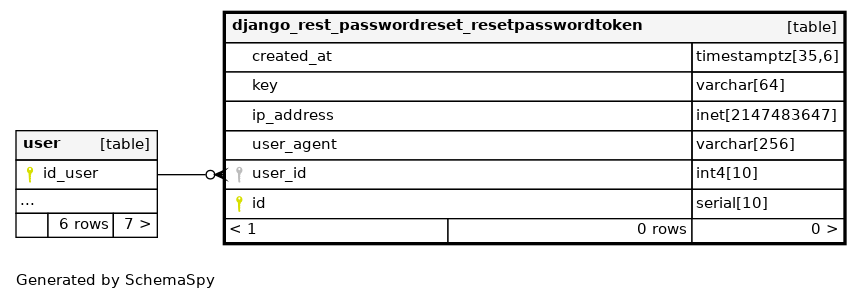 django_rest_passwordreset_resetpasswordtoken [table]
created_at timestamptz[35,6]
key varchar[64]
ip_address inet[2147483647]
user_agent varchar[256]
user_id int4[10]
id serial[10]
< 1 0 rows 0 >
user [table]
id_user
...
6 rows 7 >
Generated by SchemaSpy